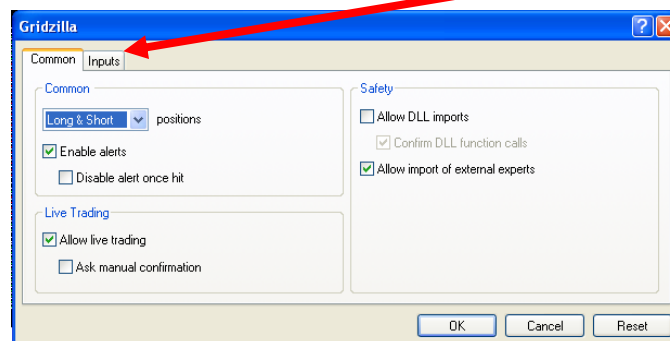 Gridzilla
Common Inputs
Common
Long & Short positions
Enable alerts
Disable alert once hit
Live Trading
Allow live trading
Ask manual confirmation
Safety
Allow DLL imports
Confirm DLL function calls
Allow import of external experts
OK Cancel Reset